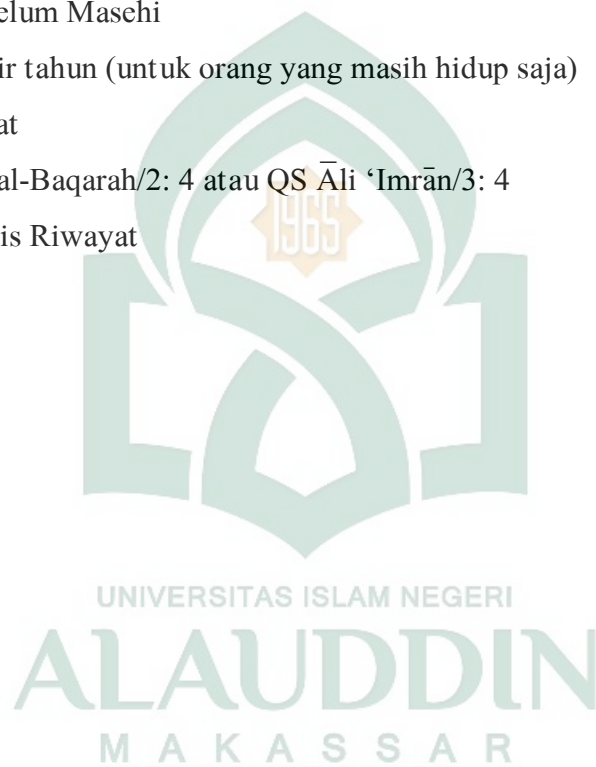 elum Masehi
ir tahun (untuk orang yang masih hidup saja)
at
al-Baqarah/2: 4 atau QS Āli ‘Imrān/3: 4
is Riwayat
1965
UNIVERSITAS ISLAM NEGERI
ALAUDDIN
MAKASSAR